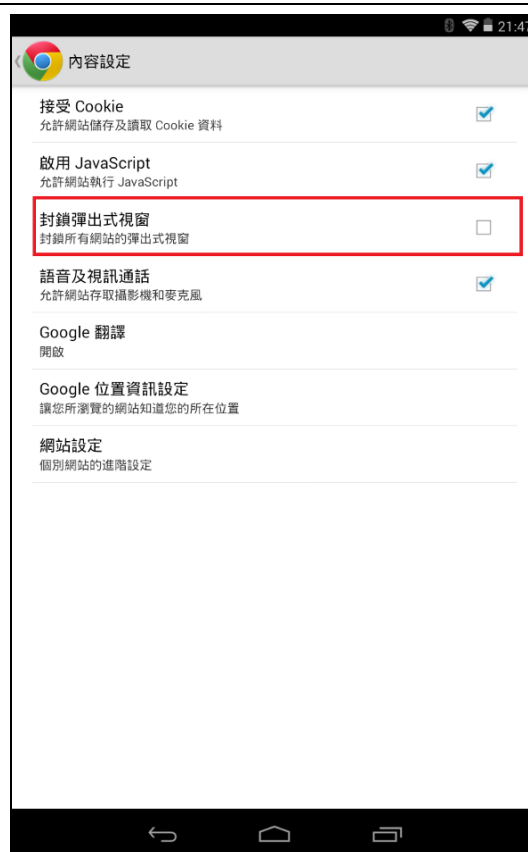 21:47
內容設定
接受 Cookie
允許網站儲存及讀取 Cookie 資料
啟用 JavaScript
允許網站執行 JavaScript
封鎖彈出式視窗
封鎖所有網站的彈出式視窗
語音及視訊通話
允許網站存取攝影機和麥克風
Google 翻譯
開啟
Google 位置資訊設定
讓您所瀏覽的網站知道您的所在位置
網站設定
個別網站的進階設定